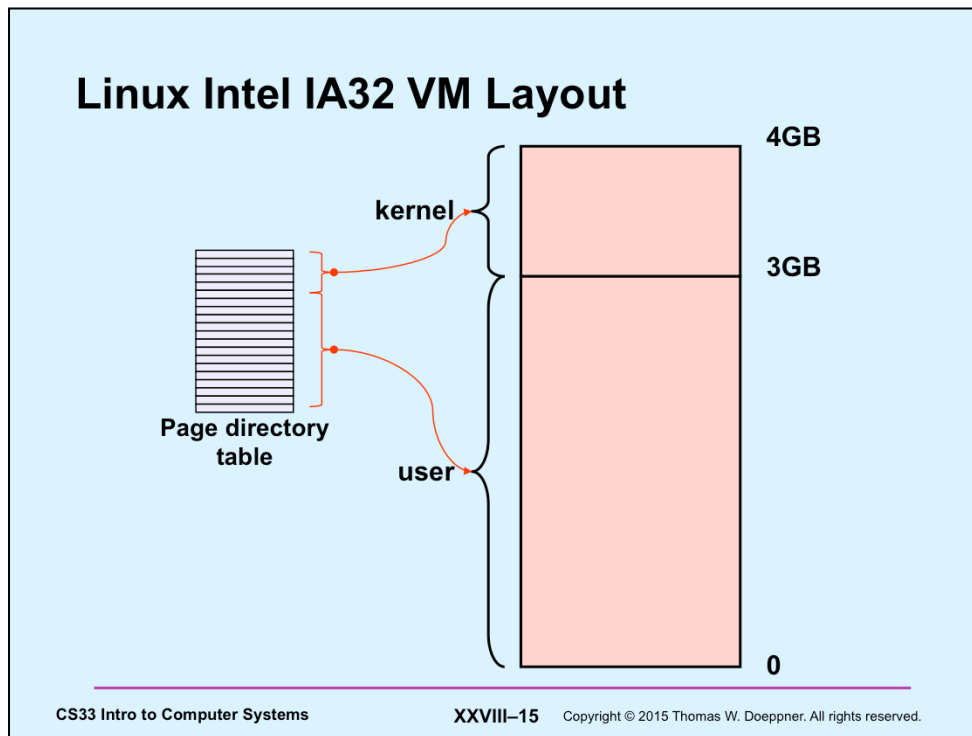 Linux Intel IA32 VM Layout
4GB
kernel
3GB
Page directory
table
user
0
CS33 Intro to Computer Systems
XXVIII–15
Copyright © 2015 Thomas W. Doeppner. All rights reserved.